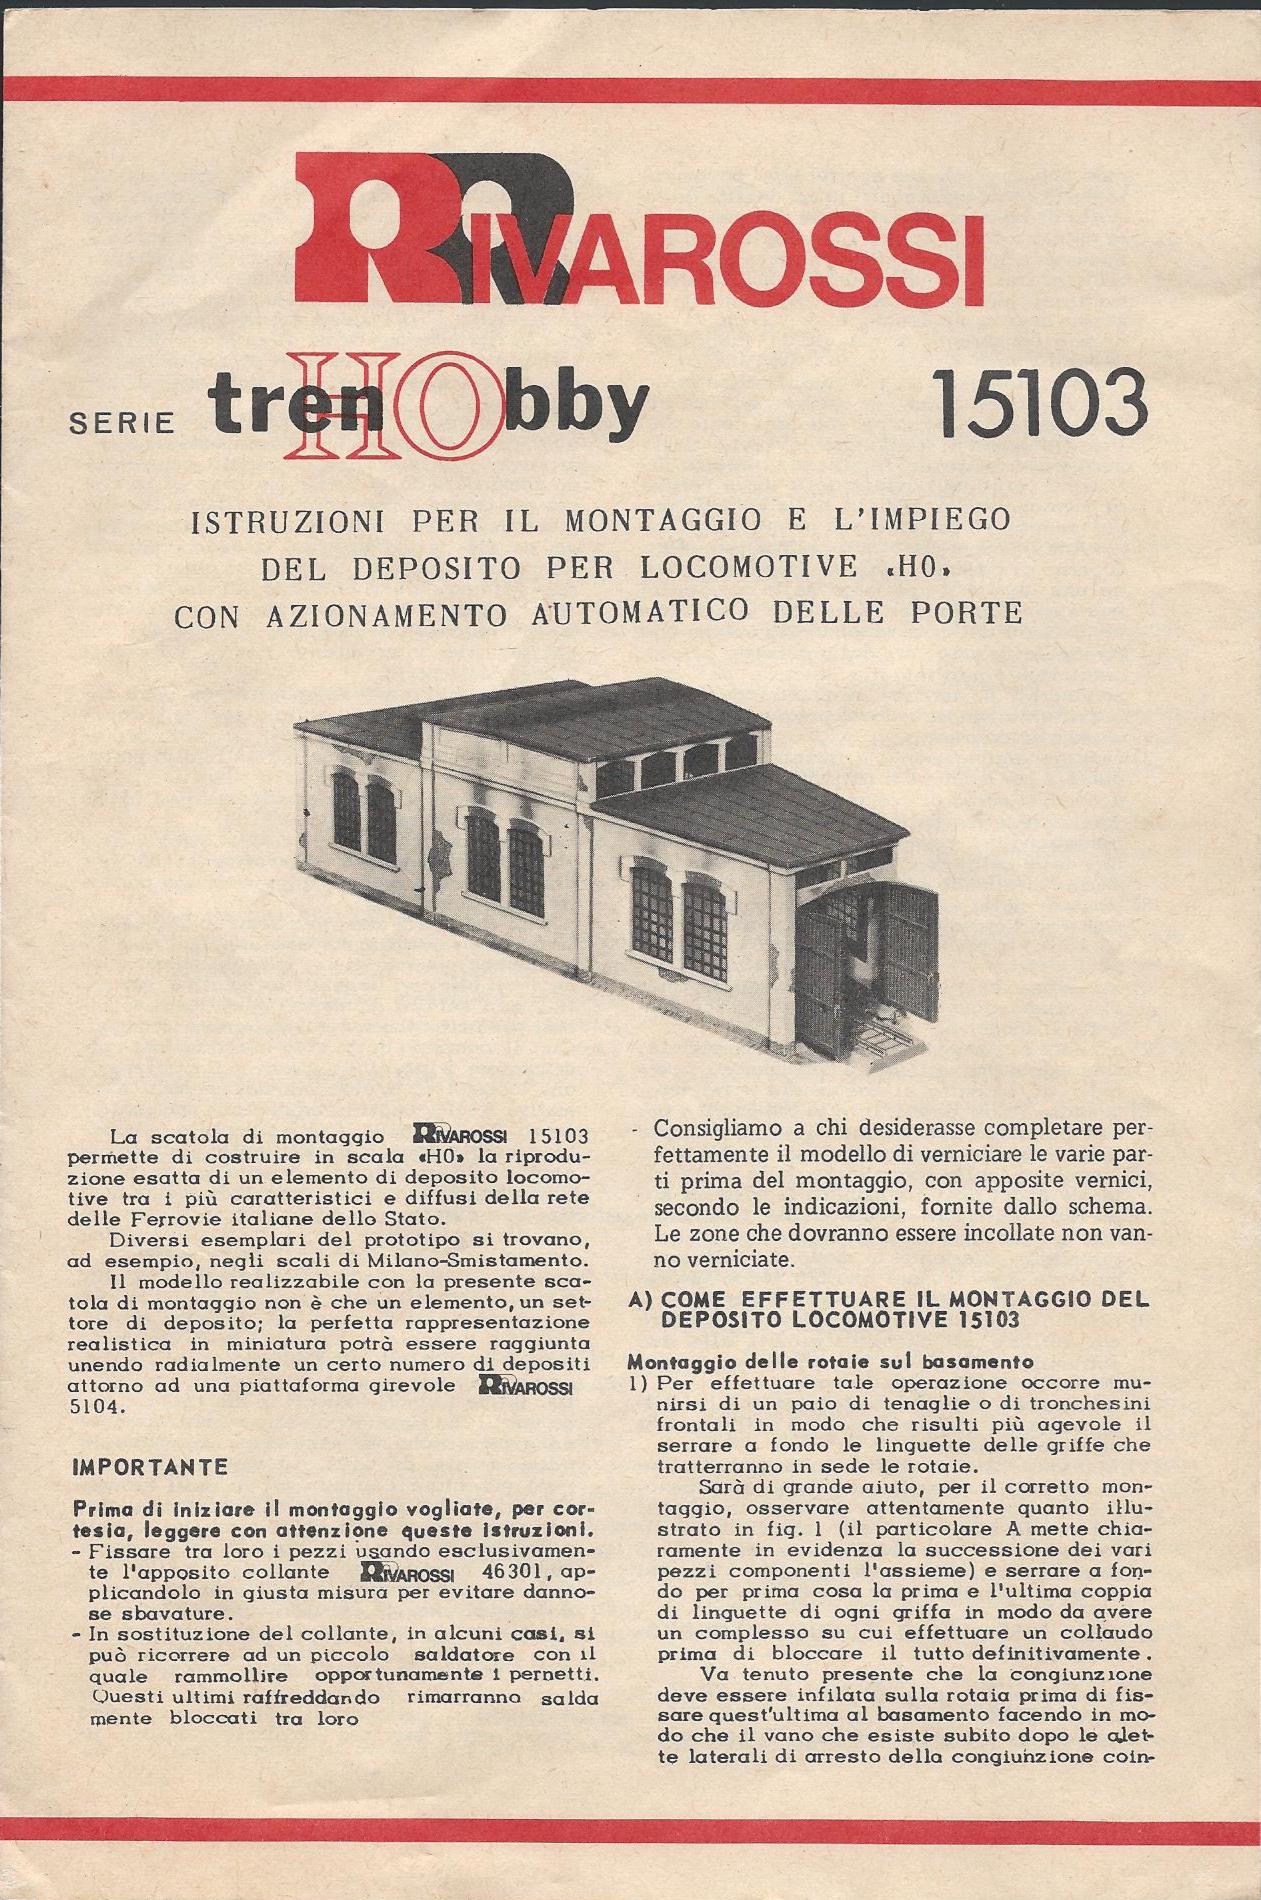 RIVAROSSI
SERIE trenHObby 15103
ISTRUZIONI PER IL MONTAGGIO E L'IMPIEGO
DEL DEPOSITO PER LOCOMOTIVE «H0»
CON AZIONAMENTO AUTOMATICO DELLE PORTE
La scatola di montaggio RIVAROSSI 15103
permette di costruire in scala «H0» la riprodu-
zione esatta di un elemento di deposito locomo-
tive tra i più caratteristici e diffusi della rete
delle Ferrovie italiane dello Stato.
Diversi esemplari del prototipo si trovano,
ad esempio, negli scali di Milano-Smistamento.
Il modello realizzabile con la presente sca-
tola di montaggio non è che un elemento, un set-
tore di deposito; la perfetta rappresentazione
realistica in miniatura potrà essere raggiunta
unendo radialmente un certo numero di depositi
attorno ad una piattaforma girevole RIVAROSSI
5104.
IMPORTANTE
Prima di iniziare il montaggio vogliate, per cor-
tesia, leggere con attenzione queste istruzioni.
- Fissare tra loro i pezzi usando esclusivamen-
te l'apposito collante RIVAROSSI 46301, ap-
plicandolo in giusta misura per evitare danno-
se sbavature.
- In sostituzione del collante, in alcuni casi, si
può ricorrere ad un piccolo saldatore con il
quale rammollire opportunamente i pernetti.
Questi ultimi raffreddando rimarranno salda
mente bloccati tra loro
- Consigliamo a chi desiderasse completare per-
fettamente il modello di verniciare le varie par-
ti prima del montaggio, con apposite vernici,
secondo le indicazioni, fornite dallo schema.
Le zone che dovranno essere incollate non van-
no verniciate.
A) COME EFFETTUARE IL MONTAGGIO DEL
DEPOSITO LOCOMOTIVE 15103
Montaggio delle rotaie sul basamento
1) Per effettuare tale operazione occorre mu-
nirsi di un paio di tenaglie o di tronchesini
frontali in modo che risulti più agevole il
serrare a fondo le linguette delle griffe che
tratterranno in sede le rotaie.
Sarà di grande aiuto, per il corretto mon-
taggio, osservare attentamente quanto illu-
strato in fig. 1 (il particolare A mette chia-
ramente in evidenza la successione dei vari
pezzi componenti l'assieme) e serrare a fon-
do per prima cosa la prima e l'ultima coppia
di linguette di ogni griffa in modo da avere
un complesso su cui effettuare un collaudo
prima di bloccare il tutto definitivamente.
Va tenuto presente che la congiunzione
deve essere infilata sulla rotaia prima di fis-
sare quest'ultima al basamento facendo in mo-
do che il vano che esiste subito dopo le alet-
te laterali di arresto della congiunzione coin-